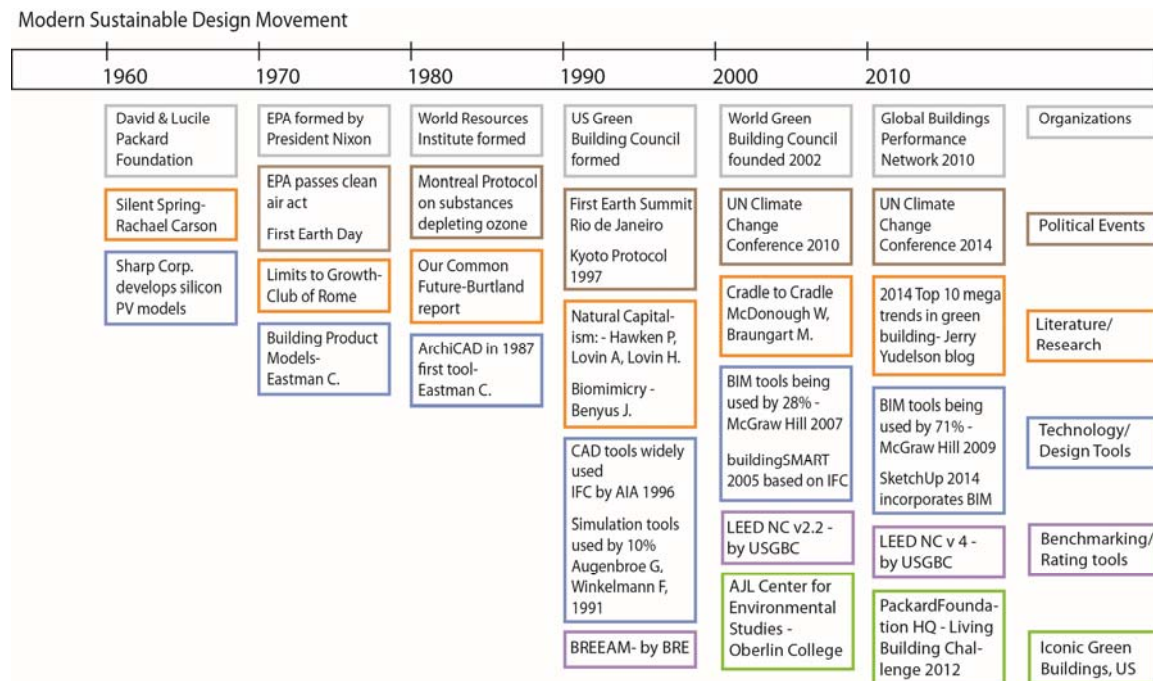 Modern Sustainable Design Movement
1960
1970
1980
1990
2000
2010
David & Lucile
Packard
Foundation
Silent Spring-
Rachael Carson
Sharp Corp.
develops silicon
PV models
EPA formed by
President Nixon
EPA passes clean
air act
First Earth Day
Limits to Growth-
Club of Rome
Building Product
Models-
Eastman C.
World Resources
Institute formed
Montreal Protocol
on substances
depleting ozone
Our Common
Future-Burtland
report
ArchiCAD in 1987
first tool-
Eastman C.
US Green
Building Council
formed
First Earth Summit
Rio de Janeiro
Kyoto Protocol
1997
Natural Capital-
ism: - Hawken P,
Lovin A, Lovin H.
Biomimicry -
Benyus J.
CAD tools widely
used
IFC by AIA 1996
Simulation tools
used by 10%
Augenbroe G,
Winkelmann F,
1991
BREEAM- by BRE
World Green
Building Council
founded 2002
UN Climate
Change
Conference 2010
Cradle to Cradle
McDonough W,
Braungart M.
BIM tools being
used by 28% -
McGraw Hill 2007
buildingSMART
2005 based on IFC
LEED NC v2.2 -
by USGBC
AJL Center for
Environmental
Studies -
Oberlin College
Global Buildings
Performance
Network 2010
UN Climate
Change
Conference 2014
2014 Top 10 mega
trends in green
building- Jerry
Yudelson blog
BIM tools being
used by 71% -
McGraw Hill 2009
SketchUp 2014
incorporates BIM
LEED NC v 4 -
by USGBC
PackardFounda-
tion HQ - Living
Building Chal-
lenge 2012
Organizations
Political Events
Literature/
Research
Technology/
Design Tools
Benchmarking/
Rating tools
Iconic Green
Buildings, US